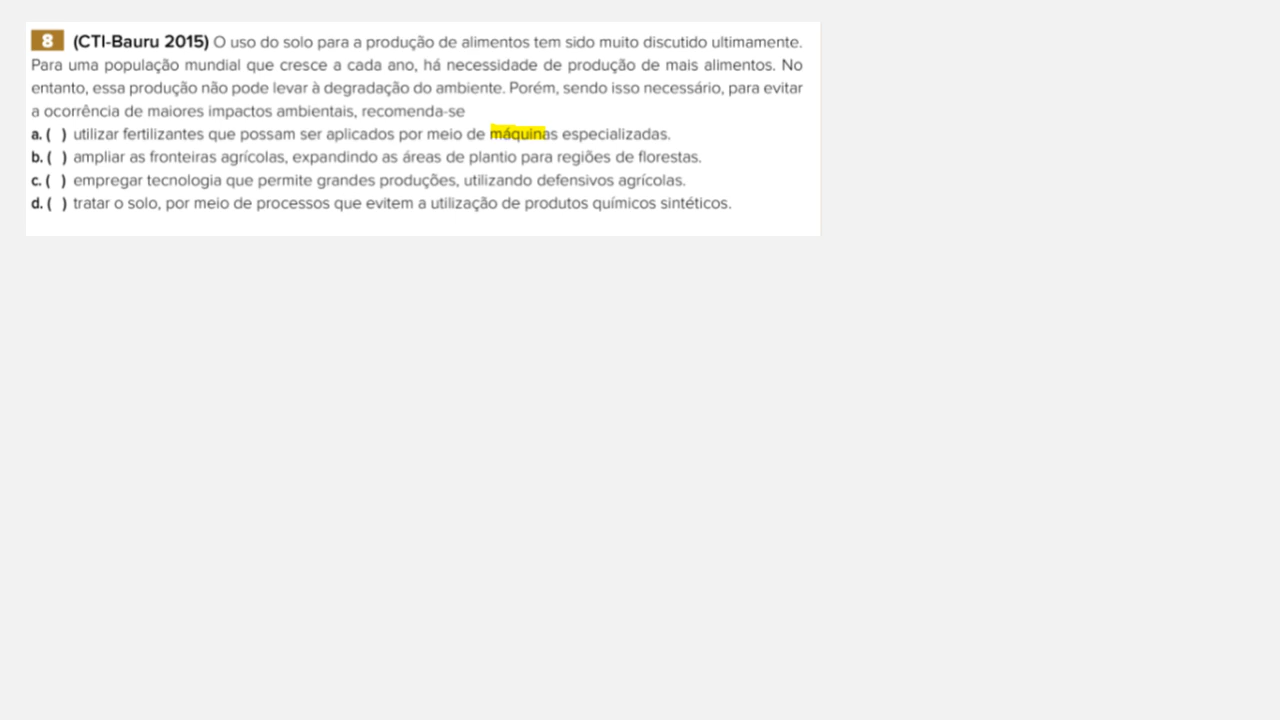 8 (CTI-Bauru 2015) O uso do solo para a produção de alimentos tem sido muito discutido ultimamente.
Para uma população mundial que cresce a cada ano, há necessidade de produção de mais alimentos. No
entanto, essa produção não pode levar à degradação do ambiente. Porém, sendo isso necessário, para evitar
a ocorrência de maiores impactos ambientais, recomenda-se
a. ( ) utilizar fertilizantes que possam ser aplicados por meio de máquinas especializadas.
b. ( ) ampliar as fronteiras agrícolas, expandindo as áreas de plantio para regiões de florestas.
c. ( ) empregar tecnologia que permite grandes produções, utilizando defensivos agrícolas.
d. ( ) tratar o solo, por meio de processos que evitem a utilização de produtos químicos sintéticos.